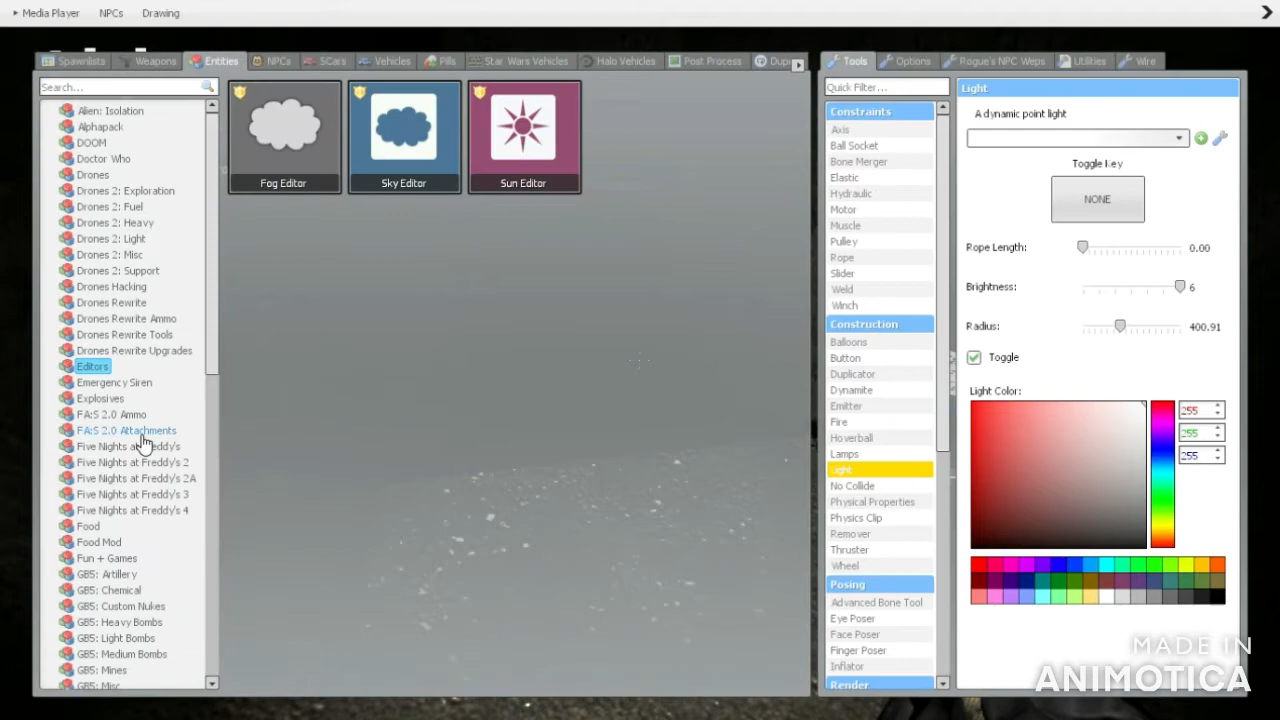 Media Player NPCs Drawing
Spawnlists Weapons Entities NPCs SCars Vehicles Pills Star Wars Vehicles Halo Vehicles Post Process Dup
Search...
Alien: Isolation
Alphapack
DOOM
Doctor Who
Drones
Drones 2: Exploration
Drones 2: Fuel
Drones 2: Heavy
Drones 2: Light
Drones 2: Misc
Drones 2: Support
Drones Hacking
Drones Rewrite
Drones Rewrite Ammo
Drones Rewrite Tools
Drones Rewrite Upgrades
Editors
Emergency Siren
Explosives
FA:S 2.0 Ammo
FA:S 2.0 Attachments
Five Nights at Freddy's
Five Nights at Freddy's 2
Five Nights at Freddy's 2A
Five Nights at Freddy's 3
Five Nights at Freddy's 4
Food
Food Mod
Fun + Games
GB5: Artillery
GB5: Chemical
GB5: Custom Nukes
GB5: Heavy Bombs
GB5: Light Bombs
GB5: Medium Bombs
GB5: Mines
GB5: Misc
Fog Editor
Sky Editor
Sun Editor
Tools Options Rogue's NPC Weps Utilities Wire
Quick Filter...
Constraints
Axis
Ball Socket
Bone Merger
Elastic
Hydraulic
Motor
Muscle
Pulley
Rope
Slider
Weld
Winch
Construction
Balloons
Button
Duplicator
Dynamite
Emitter
Fire
Hoverball
Lamps
Light
No Collide
Physical Properties
Physics Clip
Remover
Thruster
Wheel
Posing
Advanced Bone Tool
Eye Poser
Face Poser
Finger Poser
Inflator
Render
Light
A dynamic point light
Toggle Key
NONE
Rope Length: 0.00
Brightness: 6
Radius: 400.91
Toggle
Light Color:
255
255
255
MADE IN
ANIMOTICA